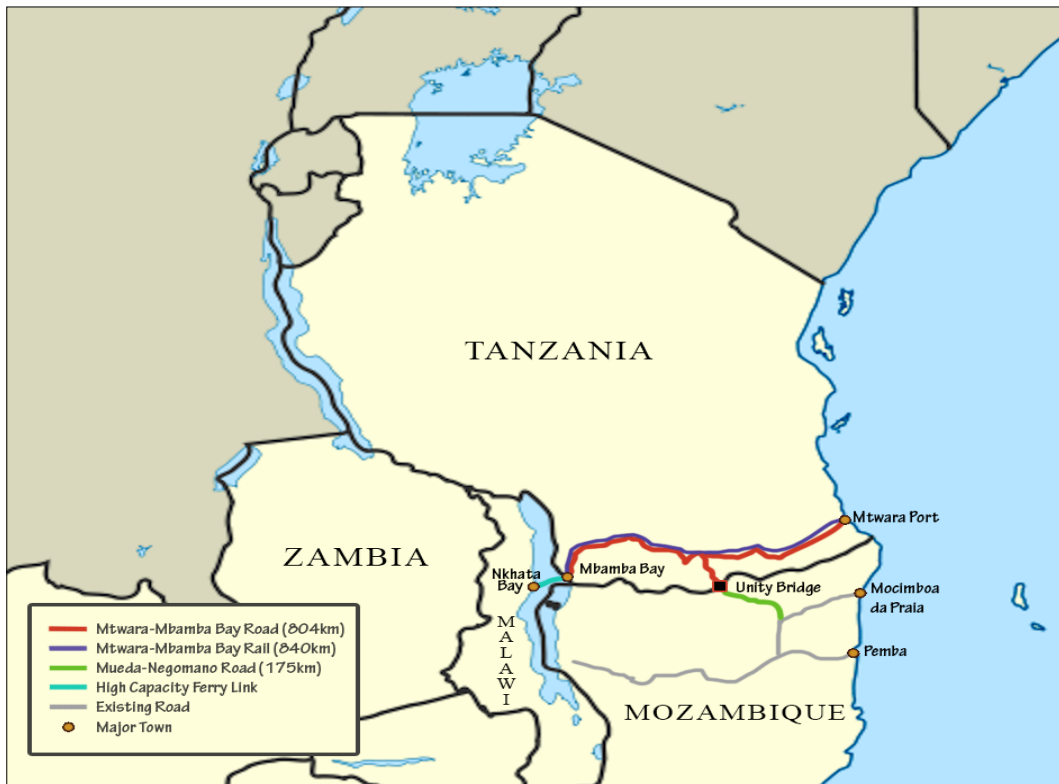 TANZANIA
Mtwara Port
ZAMBIA
Nkhata
Bay
Mbamba Bay
Unity Bridge
Mocimboa
da Praia
MALAWI
Pemba
MOZAMBIQUE
Mtwara-Mbamba Bay Road (804km)
Mtwara-Mbamba Bay Rail (840km)
Mueda-Negomano Road (175km)
High Capacity Ferry Link
Existing Road
Major Town